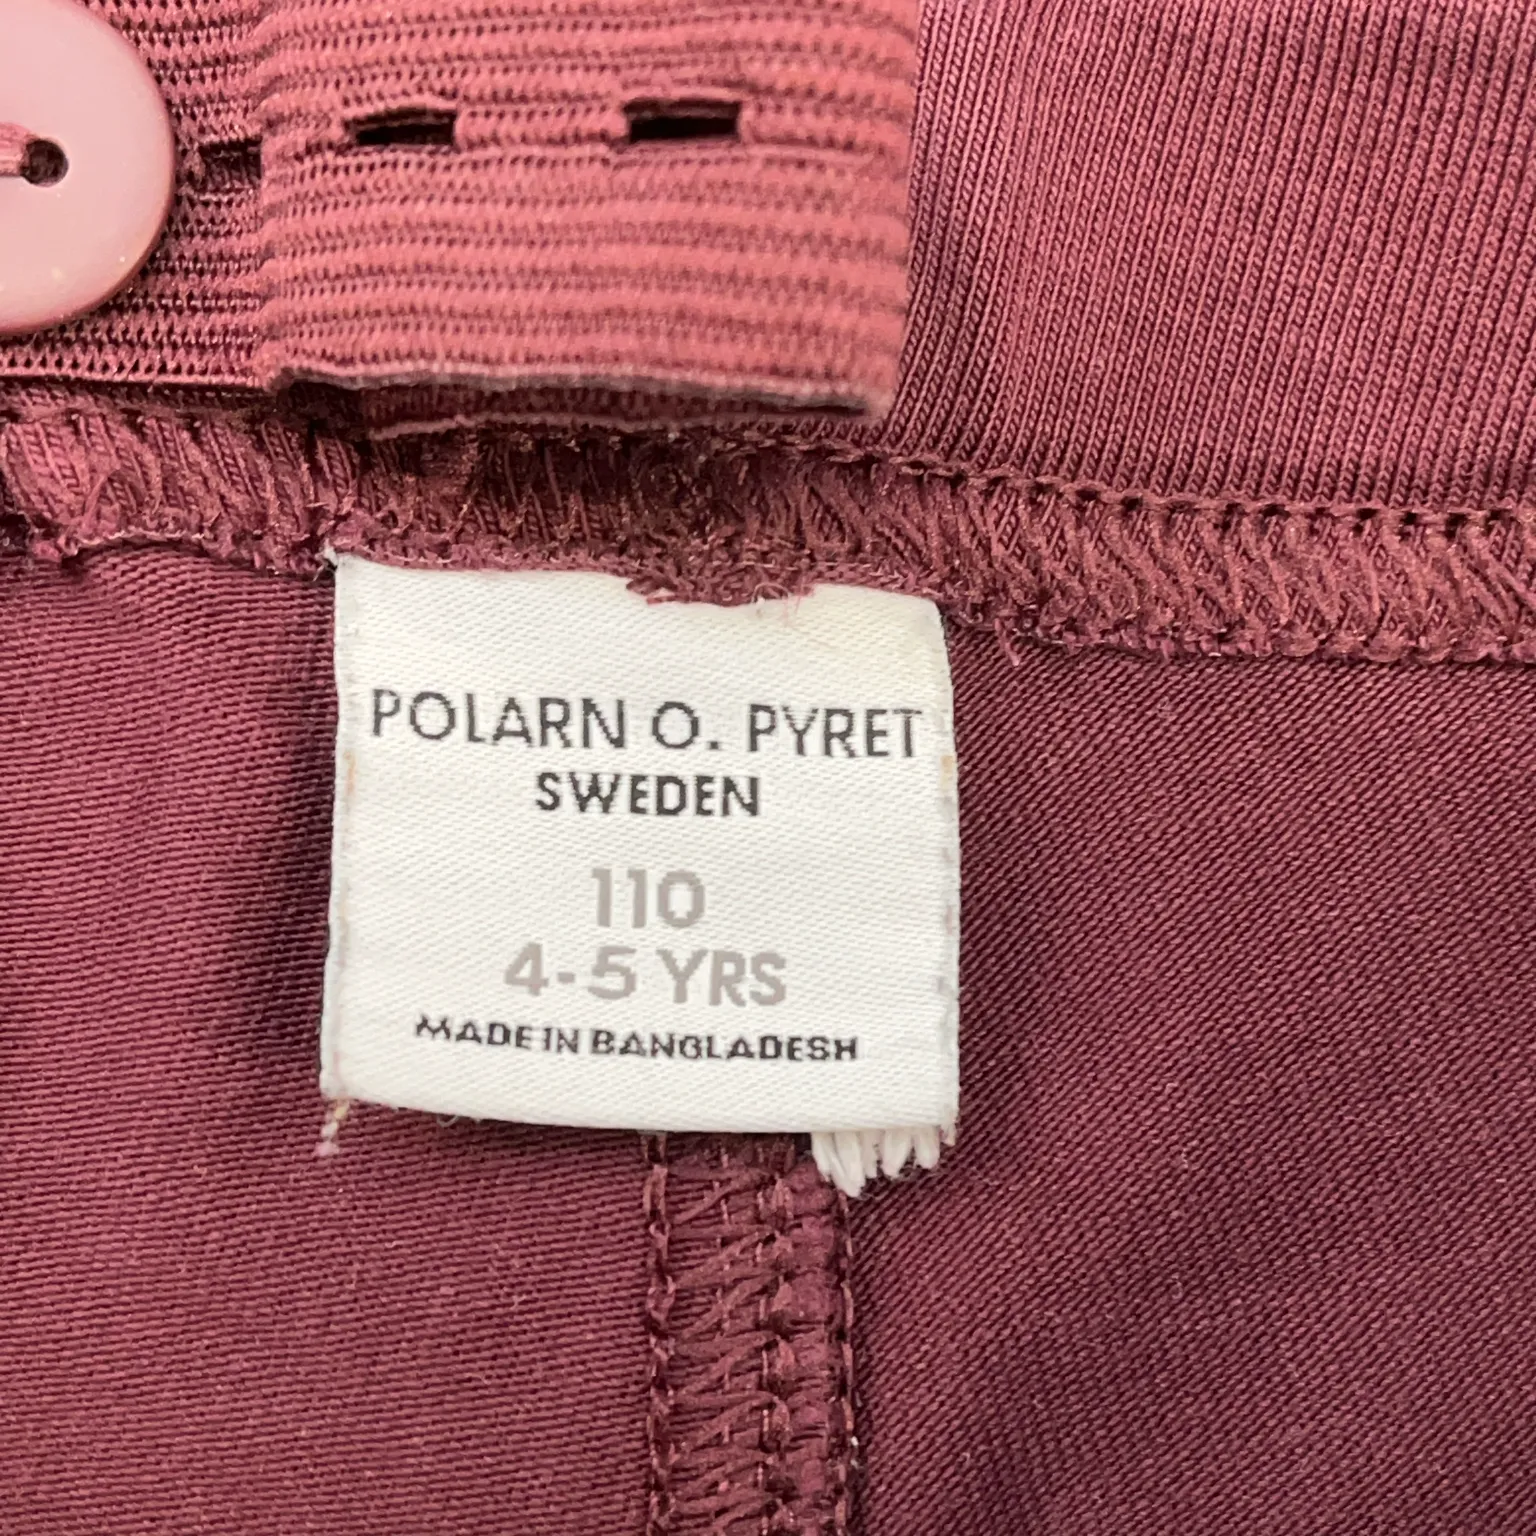 POLARN O. PYRET
SWEDEN
110
4-5 YRS
MADE IN BANGLADESH